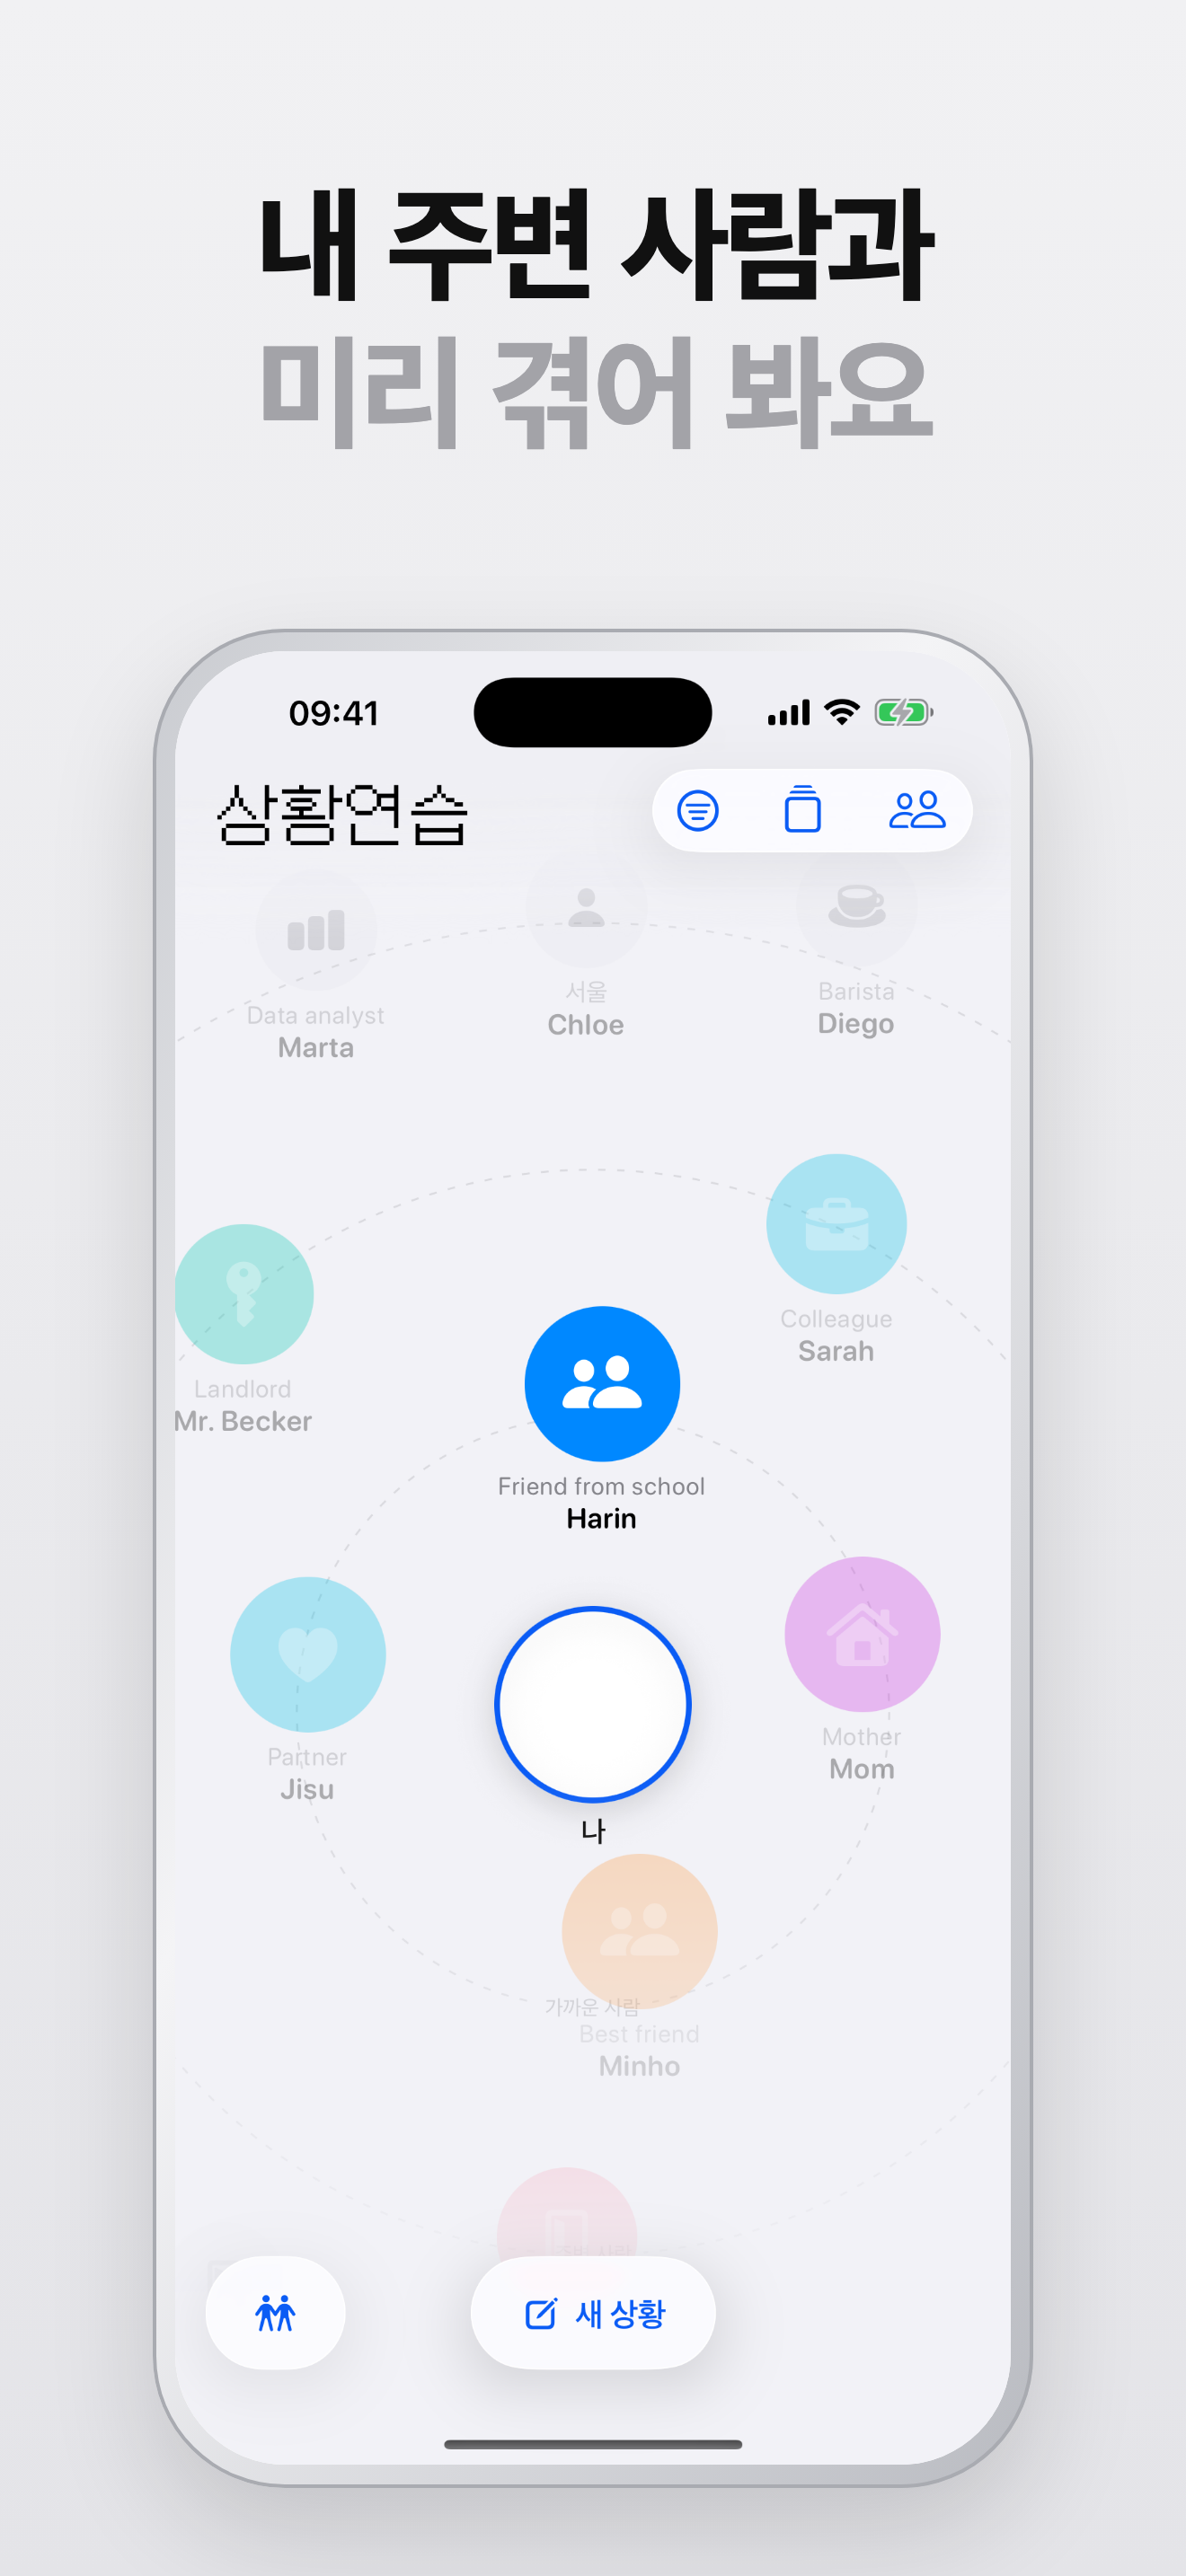 내 주변 사람과
미리 겪어 봐요
09:41
상황연습
Data analyst
Marta
서울
Chloe
Barista
Diego
Colleague
Sarah
Landlord
Mr. Becker
Friend from school
Harin
Partner
Jisu
Mother
Mom
나
가까운 사람
Best friend
Minho
새 상황